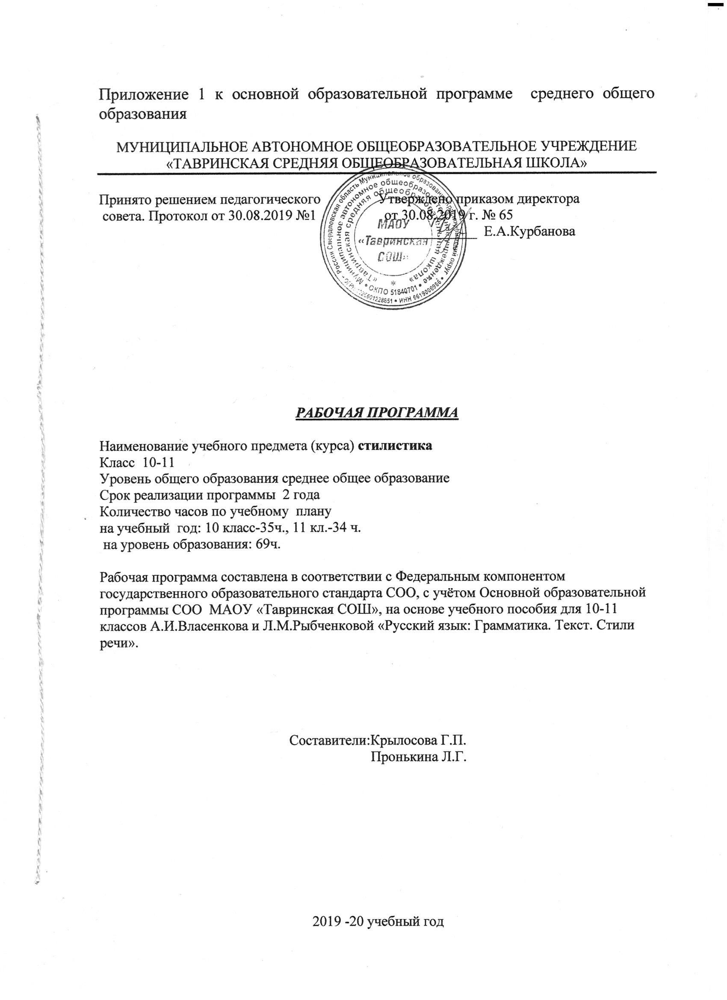 Приложение 1 к основной образовательной программе среднего общего
образования
МУНИЦИПАЛЬНОЕ АВТОНОМНОЕ ОБЩЕОБРАЗОВАТЕЛЬНОЕ УЧРЕЖДЕНИЕ
«ТАВРИНСКАЯ СРЕДНЯЯ ОБЩЕОБРАЗОВАТЕЛЬНАЯ ШКОЛА»
Принято решением педагогического
совета. Протокол от 30.08.2019 №1
Утверждено приказом директора
от 30.08.2019 г. № 65
Е.А.Курбанова
Россия Свердловская область Муниципальное образование округ
ИНН 6619006986
Муниципальное автономное общеобразовательное учреждение
ОКПО 51840701
«Тавринская средняя общеобразовательная школа»
МАОУ
«Тавринская
СОШ»
РАБОЧАЯ ПРОГРАММА
Наименование учебного предмета (курса) стилистика
Класс 10-11
Уровень общего образования среднее общее образование
Срок реализации программы 2 года
Количество часов по учебному плану
на учебный год: 10 класс-35ч., 11 кл.-34 ч.
на уровень образования: 69ч.
Рабочая программа составлена в соответствии с Федеральным компонентом
государственного образовательного стандарта СОО, с учётом Основной образовательной
программы СОО МАОУ «Тавринская СОШ», на основе учебного пособия для 10-11
классов А.И.Власенкова и Л.М.Рыбченковой «Русский язык: Грамматика. Текст. Стили
речи».
Составители:Крылосова Г.П.
Пронькина Л.Г.
2019 -20 учебный год